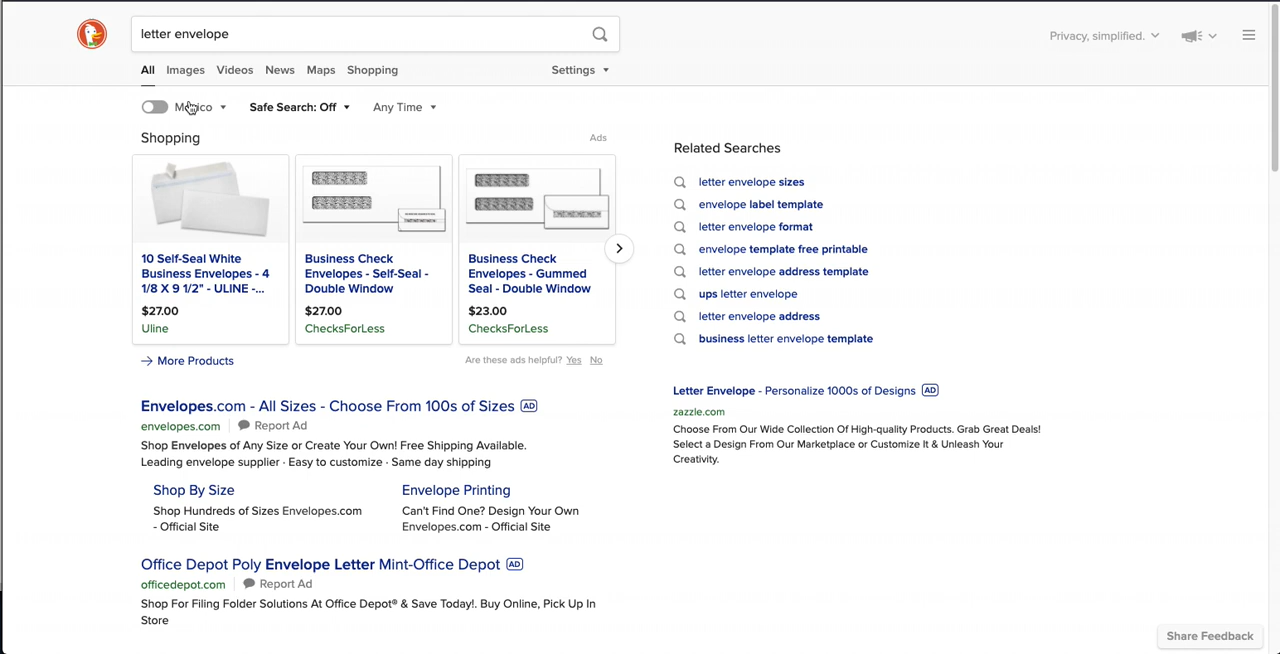 letter envelope
Privacy, simplified.
All Images Videos News Maps Shopping Settings
Safe Search: Off Any Time
Shopping
Ads
10 Self-Seal White
Business Envelopes - 4
1/8 X 9 1/2" - ULINE -...
$27.00
Uline
Business Check
Envelopes - Self-Seal -
Double Window
$27.00
ChecksForLess
Business Check
Envelopes - Gummed
Seal - Double Window
$23.00
ChecksForLess
More Products
Are these ads helpful? Yes No
Envelopes.com - All Sizes - Choose From 100s of Sizes AD
envelopes.com Report Ad
Shop Envelopes of Any Size or Create Your Own! Free Shipping Available.
Leading envelope supplier · Easy to customize · Same day shipping
Shop By Size
Shop Hundreds of Sizes Envelopes.com
- Official Site
Envelope Printing
Can't Find One? Design Your Own
Envelopes.com - Official Site
Office Depot Poly Envelope Letter Mint-Office Depot AD
officedepot.com Report Ad
Shop For Filing Folder Solutions At Office Depot® & Save Today!. Buy Online, Pick Up In
Store
Related Searches
letter envelope sizes
envelope label template
letter envelope format
envelope template free printable
letter envelope address template
ups letter envelope
letter envelope address
business letter envelope template
Letter Envelope - Personalize 1000s of Designs AD
zazzle.com
Choose From Our Wide Collection Of High-quality Products. Grab Great Deals!
Select a Design From Our Marketplace or Customize It & Unleash Your
Creativity.
Share Feedback